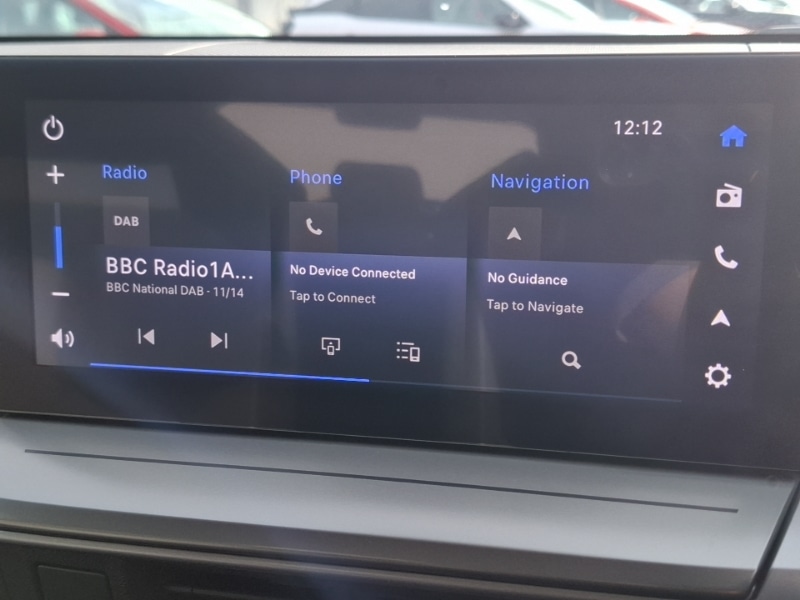 12:12
Radio
DAB
BBC Radio1A...
BBC National DAB - 11/14
Phone
No Device Connected
Tap to Connect
Navigation
No Guidance
Tap to Navigate